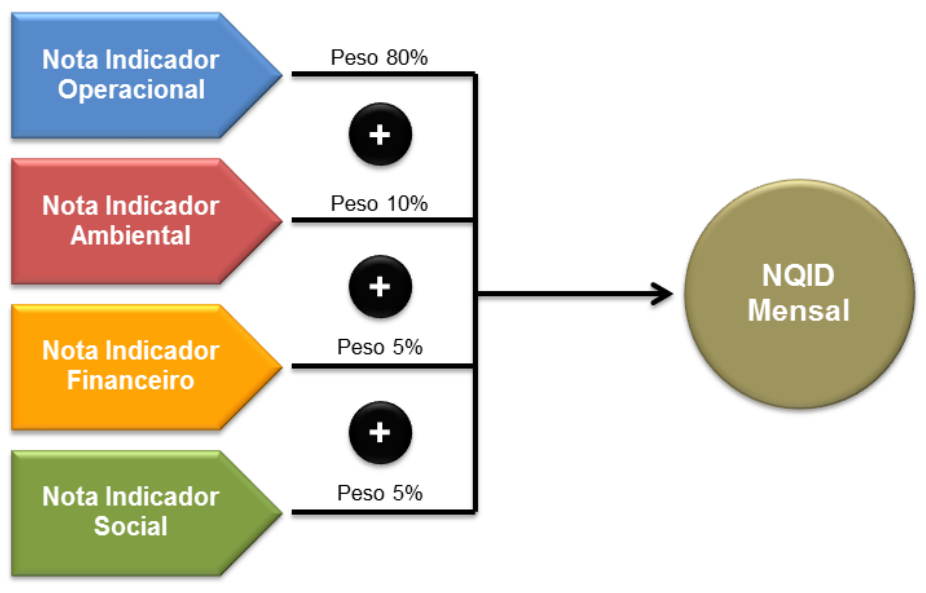 Nota Indicador
Operacional
Peso 80%
+
Nota Indicador
Ambiental
Peso 10%
+
Nota Indicador
Financeiro
Peso 5%
+
Nota Indicador
Social
Peso 5%
NQID
Mensal